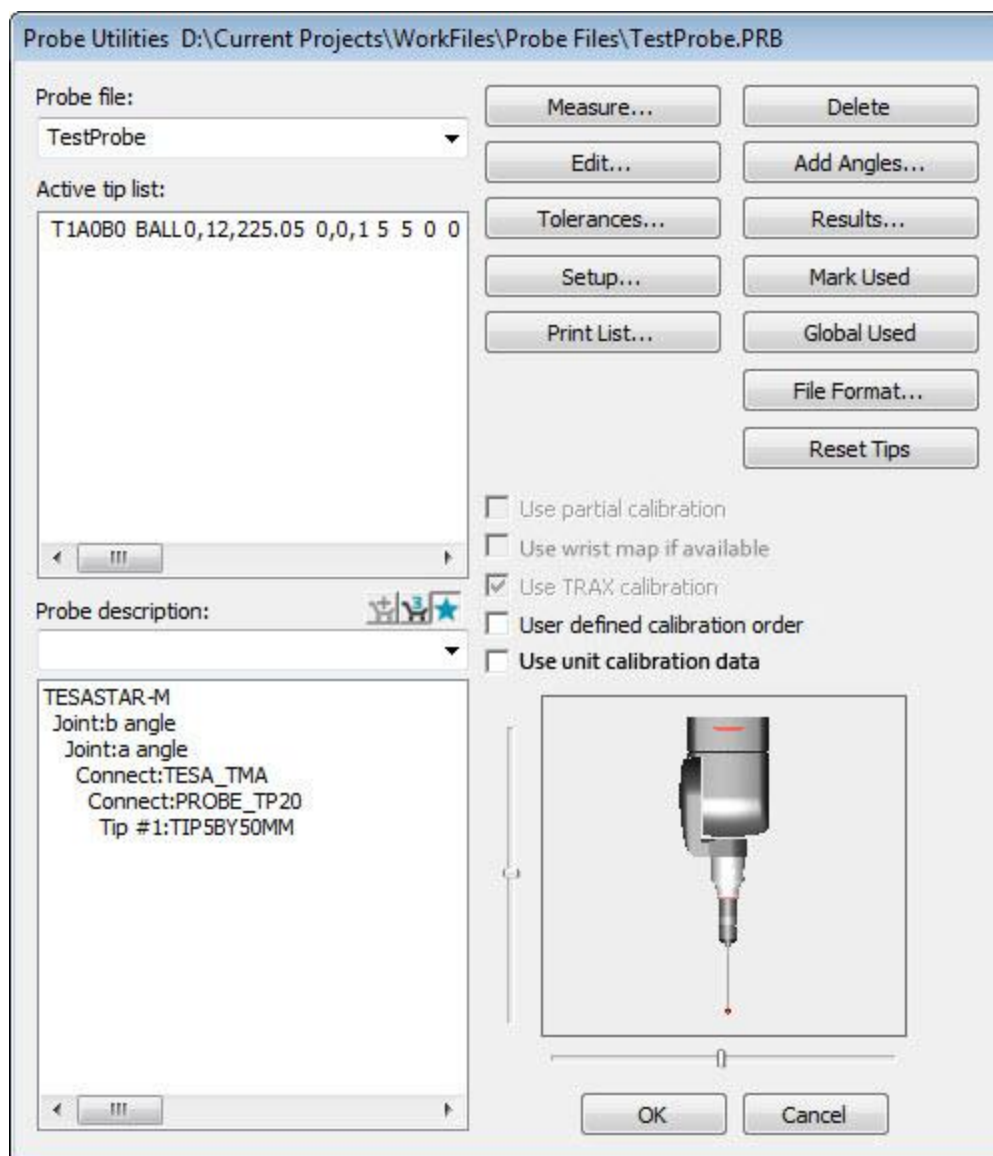 Probe Utilities D:\Current Projects\WorkFiles\Probe Files\TestProbe.PRB
Probe file:
TestProbe
Active tip list:
T1A0B0 BALL0,12,225.05 0,0,1 5 5 0 0
Measure...
Delete
Edit...
Add Angles...
Tolerances...
Results...
Setup...
Mark Used
Print List...
Global Used
File Format...
Reset Tips
Use partial calibration
Use wrist map if available
Use TRAX calibration
User defined calibration order
Use unit calibration data
Probe description:
3
TESASTAR-M
Joint:b angle
Joint:a angle
Connect:TESA_TMA
Connect:PROBE_TP20
Tip #1:TIP5BY50MM
OK
Cancel